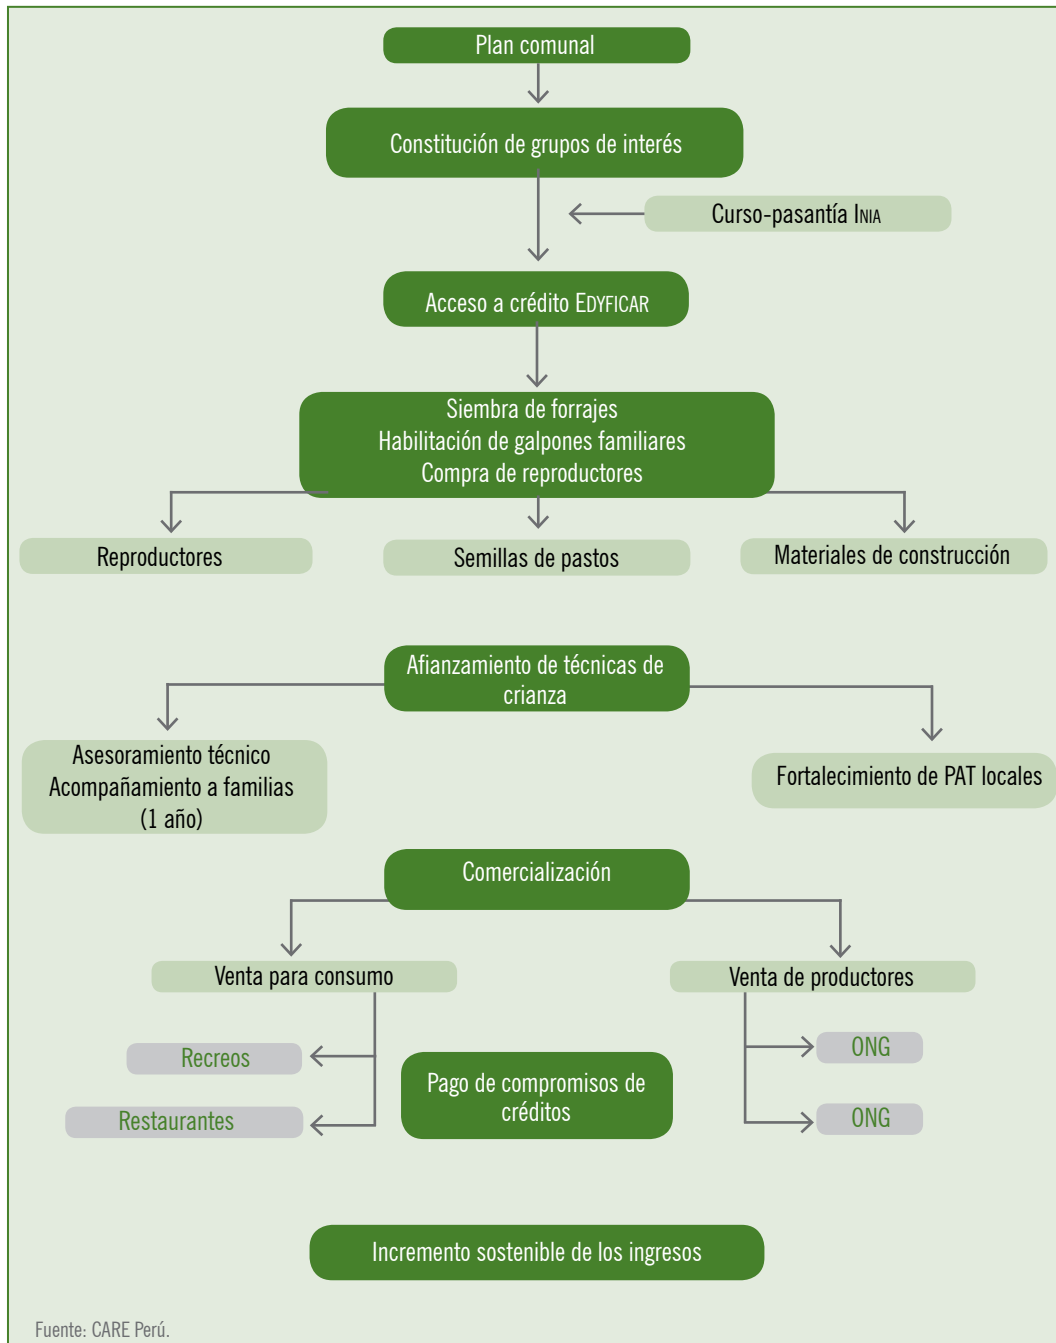 Plan comunal
Constitución de grupos de interés
Curso-pasantía INIA
Acceso a crédito EDYFICAR
Siembra de forrajes
Habilitación de galpones familiares
Compra de reproductores
Reproductores
Semillas de pastos
Materiales de construcción
Afianzamiento de técnicas de
crianza
Asesoramiento técnico
Acompañamiento a familias
(1 año)
Fortalecimiento de PAT locales
Comercialización
Venta para consumo
Venta de productores
Recreos
ONG
Pago de compromisos de
créditos
Restaurantes
ONG
Incremento sostenible de los ingresos
Fuente: CARE Perú.